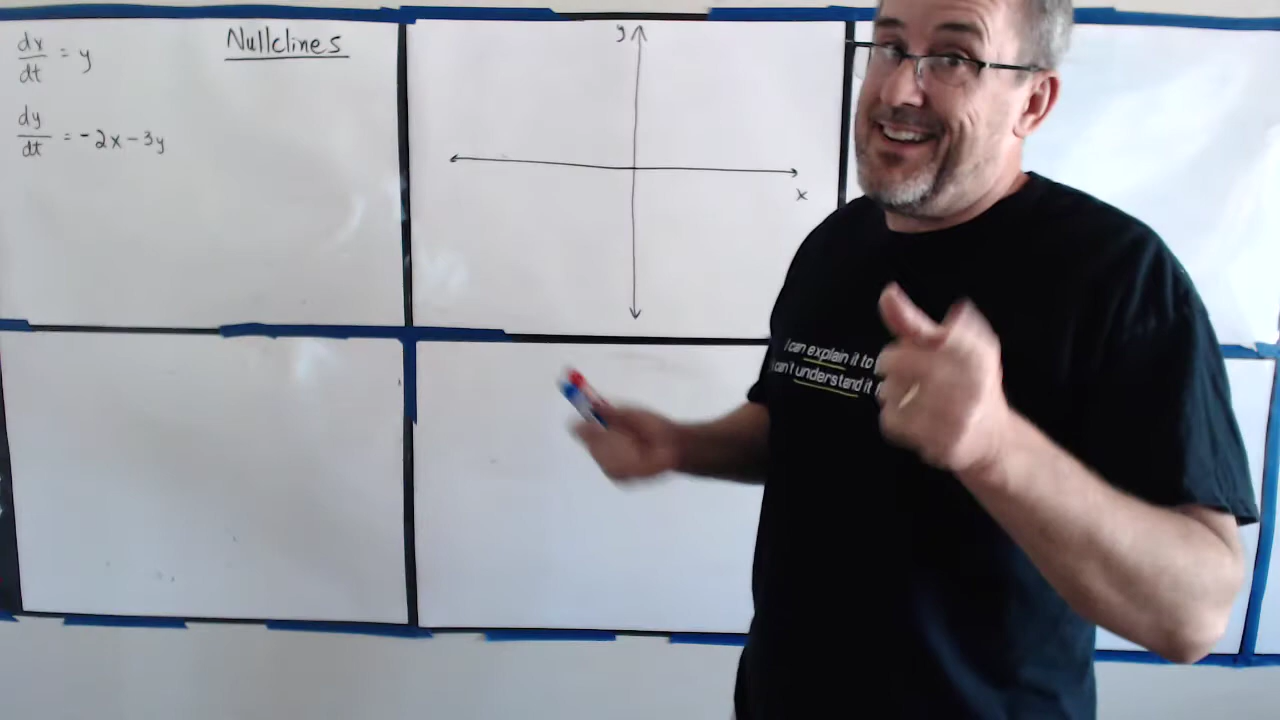 dx/dt = y
Nullclines
dy/dt = -2x-3y
y
x
I can explain it to
can't understand it